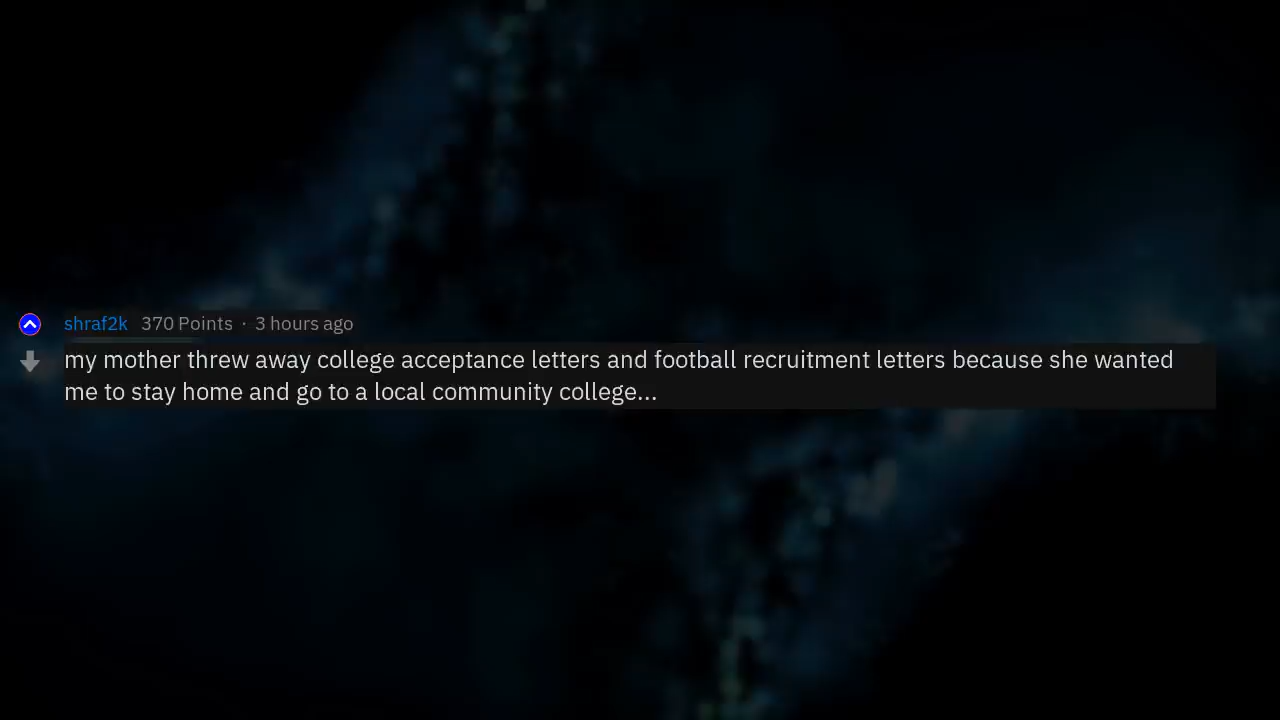 shraf2k 370 Points · 3 hours ago
my mother threw away college acceptance letters and football recruitment letters because she wanted
me to stay home and go to a local community college...